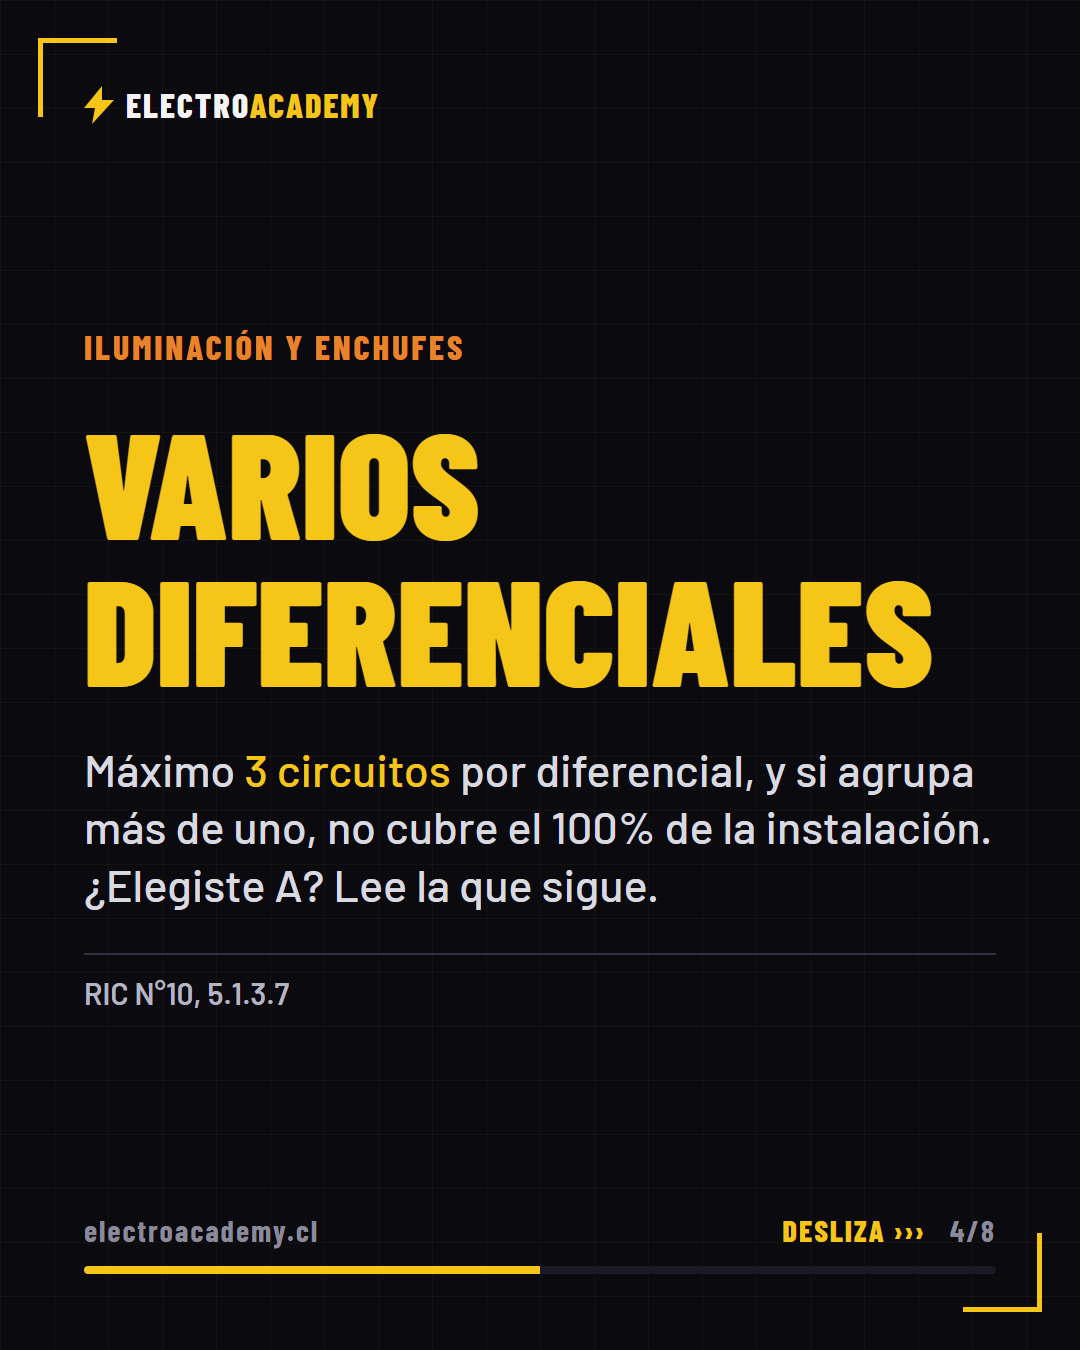 ELECTROACADEMY
ILUMINACIÓN Y ENCHUFES
VARIOS
DIFERENCIALES
Máximo 3 circuitos por diferencial, y si agrupa
más de uno, no cubre el 100% de la instalación.
¿Elegiste A? Lee la que sigue.
RIC N°10, 5.1.3.7
electroacademy.cl
DESLIZA ››› 4/8